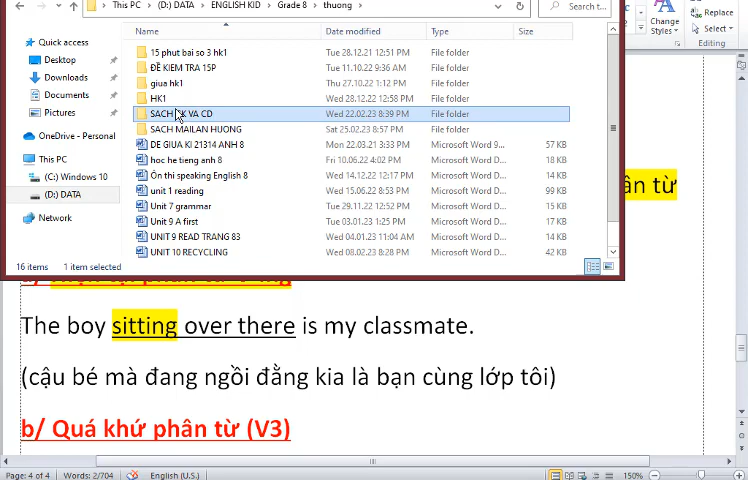 This PC > (D:) DATA > ENGLISH KID > Grade 8 > thuong >
Search t...
Name Date modified Type Size
Quick access
Desktop
Downloads
Documents
Pictures
OneDrive - Personal
This PC
(C:) Windows 10
(D:) DATA
Network
15 phut bai so 3 hk1 Tue 28.12.21 12:51 PM File folder
ĐỀ KIEM TRA 15P Tue 11.10.22 9:36 AM File folder
giua hk1 Thu 27.10.22 1:12 PM File folder
HK1 Wed 28.12.22 12:58 PM File folder
SACH VA CD Wed 22.02.23 8:39 PM File folder
SACH MAILAN HUONG Sat 25.02.23 8:57 PM File folder
DE GIUA KI 21314 ANH 8 Mon 22.03.21 3:33 PM Microsoft Word 9... 57 KB
hoc he tieng anh 8 Fri 10.06.22 4:02 PM Microsoft Word D... 18 KB
Ôn thi speaking English 8 Wed 14.12.22 12:17 PM Microsoft Word D... 16 KB
unit 1 reading Wed 15.06.22 8:53 PM Microsoft Word D... 99 KB
Unit 7 grammar Tue 29.11.22 12:52 PM Microsoft Word D... 15 KB
Unit 9 A first Tue 03.01.23 1:25 PM Microsoft Word D... 17 KB
UNIT 9 READ TRANG 83 Wed 04.01.23 11:04 AM Microsoft Word D... 14 KB
UNIT 10 RECYCLING Wed 08.02.23 8:28 PM Microsoft Word D... 42 KB
16 items 1 item selected
Change
Styles
Replace
Select
Editing
từ
The boy sitting over there is my classmate.
(cậu bé mà đang ngồi đằng kia là bạn cùng lớp tôi)
b/ Quá khứ phân từ (V3)
Page: 4 of 4 Words: 2/704 English (U.S.) 150%